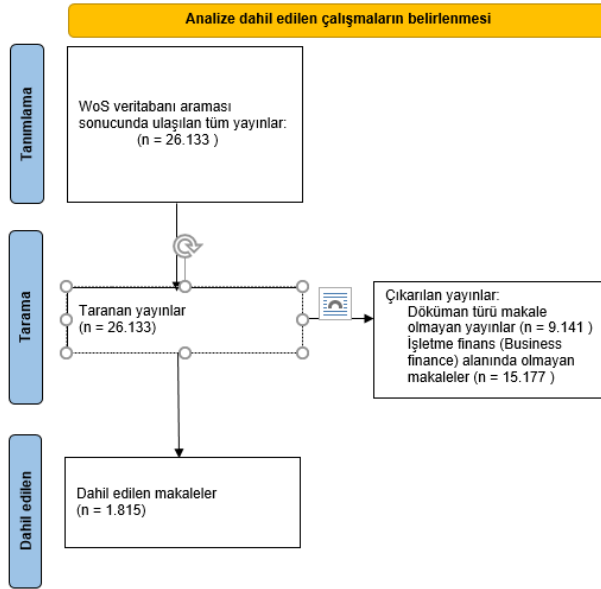 Analize dahil edilen çalışmaların belirlenmesi
Tanımlama
WoS veritabanı araması
sonucunda ulaşılan tüm yayınlar:
(n = 26.133 )
Tarama
Taranan yayınlar
(n = 26.133)
Çıkarılan yayınlar:
Döküman türü makale
olmayan yayınlar (n = 9.141 )
İşletme finans (Business
finance) alanında olmayan
makaleler (n = 15.177 )
Dahil edilen
Dahil edilen makaleler
(n = 1.815)